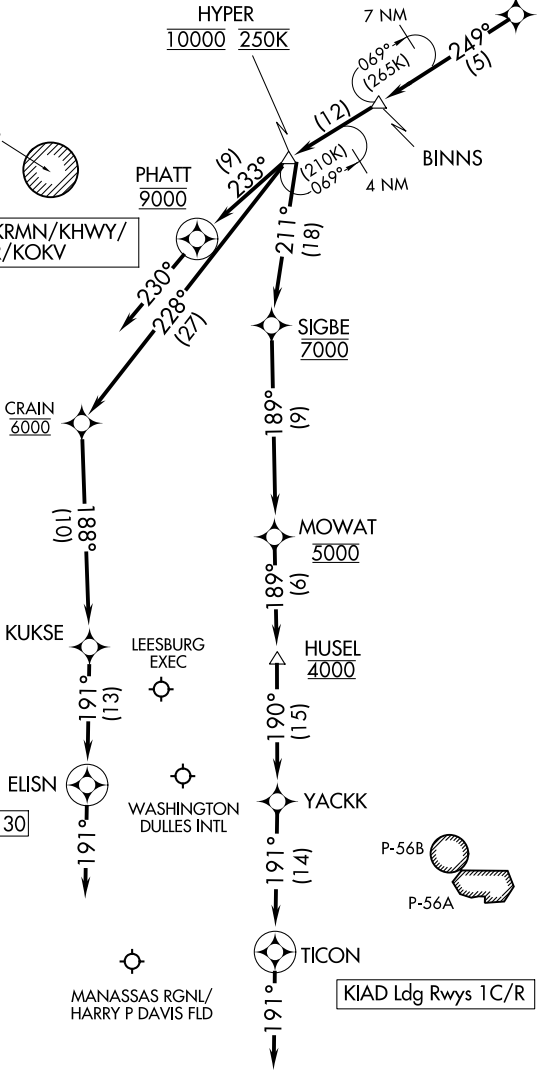 HYPER
10000 250K
7 NM
069°
(265K)
249°
(5)
(12)
BINNS
(210K)
069°
4 NM
(9)
233°
PHATT
9000
KRMN/KHWY/
/KOKV
230°
228°
(27)
211°
(18)
SIGBE
7000
CRAIN
6000
189°
(9)
188°
(10)
MOWAT
5000
189°
(6)
KUKSE
LEESBURG
EXEC
HUSEL
4000
191°
(13)
190°
(15)
ELISN
WASHINGTON
DULLES INTL
YACKK
30
191°
191°
(14)
P-56B
P-56A
TICON
MANASSAS RGNL/
HARRY P DAVIS FLD
KIAD Ldg Rwys 1C/R
191°